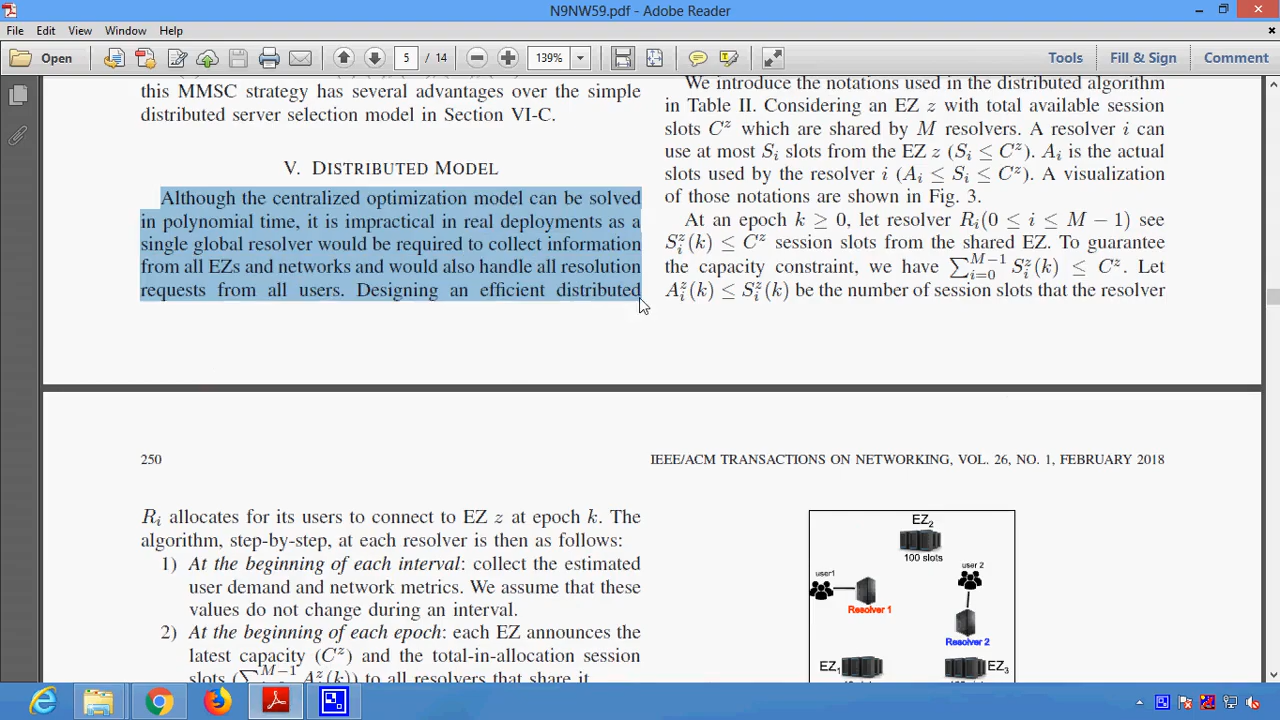 N9NW59.pdf - Adobe Reader
File Edit View Window Help
Open
5 / 14
139%
Tools Fill & Sign Comment
this MMSC strategy has several advantages over the simple
distributed server selection model in Section VI-C.
V. DISTRIBUTED MODEL
Although the centralized optimization model can be solved
in polynomial time, it is impractical in real deployments as a
single global resolver would be required to collect information
from all EZs and networks and would also handle all resolution
requests from all users. Designing an efficient distributed
We introduce the notations used in the distributed algorithm
in Table II. Considering an EZ z with total available session
slots C^z which are shared by M resolvers. A resolver i can
use at most S_i slots from the EZ z (S_i ≤ C^z). A_i is the actual
slots used by the resolver i (A_i ≤ S_i ≤ C^z). A visualization
of those notations are shown in Fig. 3.
At an epoch k ≥ 0, let resolver R_i(0 ≤ i ≤ M − 1) see
S_i^z(k) ≤ C^z session slots from the shared EZ. To guarantee
the capacity constraint, we have ∑_{i=0}^{M−1} S_i^z(k) ≤ C^z. Let
A_i^z(k) ≤ S_i^z(k) be the number of session slots that the resolver
250
IEEE/ACM TRANSACTIONS ON NETWORKING, VOL. 26, NO. 1, FEBRUARY 2018
R_i allocates for its users to connect to EZ z at epoch k. The
algorithm, step-by-step, at each resolver is then as follows:
1) At the beginning of each interval: collect the estimated
user demand and network metrics. We assume that these
values do not change during an interval.
2) At the beginning of each epoch: each EZ announces the
latest capacity (C^z) and the total-in-allocation session
slots (∑^{M−1} A_i^z(k)) to all resolvers that share it.
EZ2
100 slots
user1
user 2
Resolver 1
Resolver 2
EZ1
EZ3